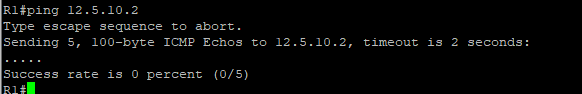 R1#ping 12.5.10.2
Type escape sequence to abort.
Sending 5, 100-byte ICMP Echos to 12.5.10.2, timeout is 2 seconds:
.....
Success rate is 0 percent (0/5)
R1#